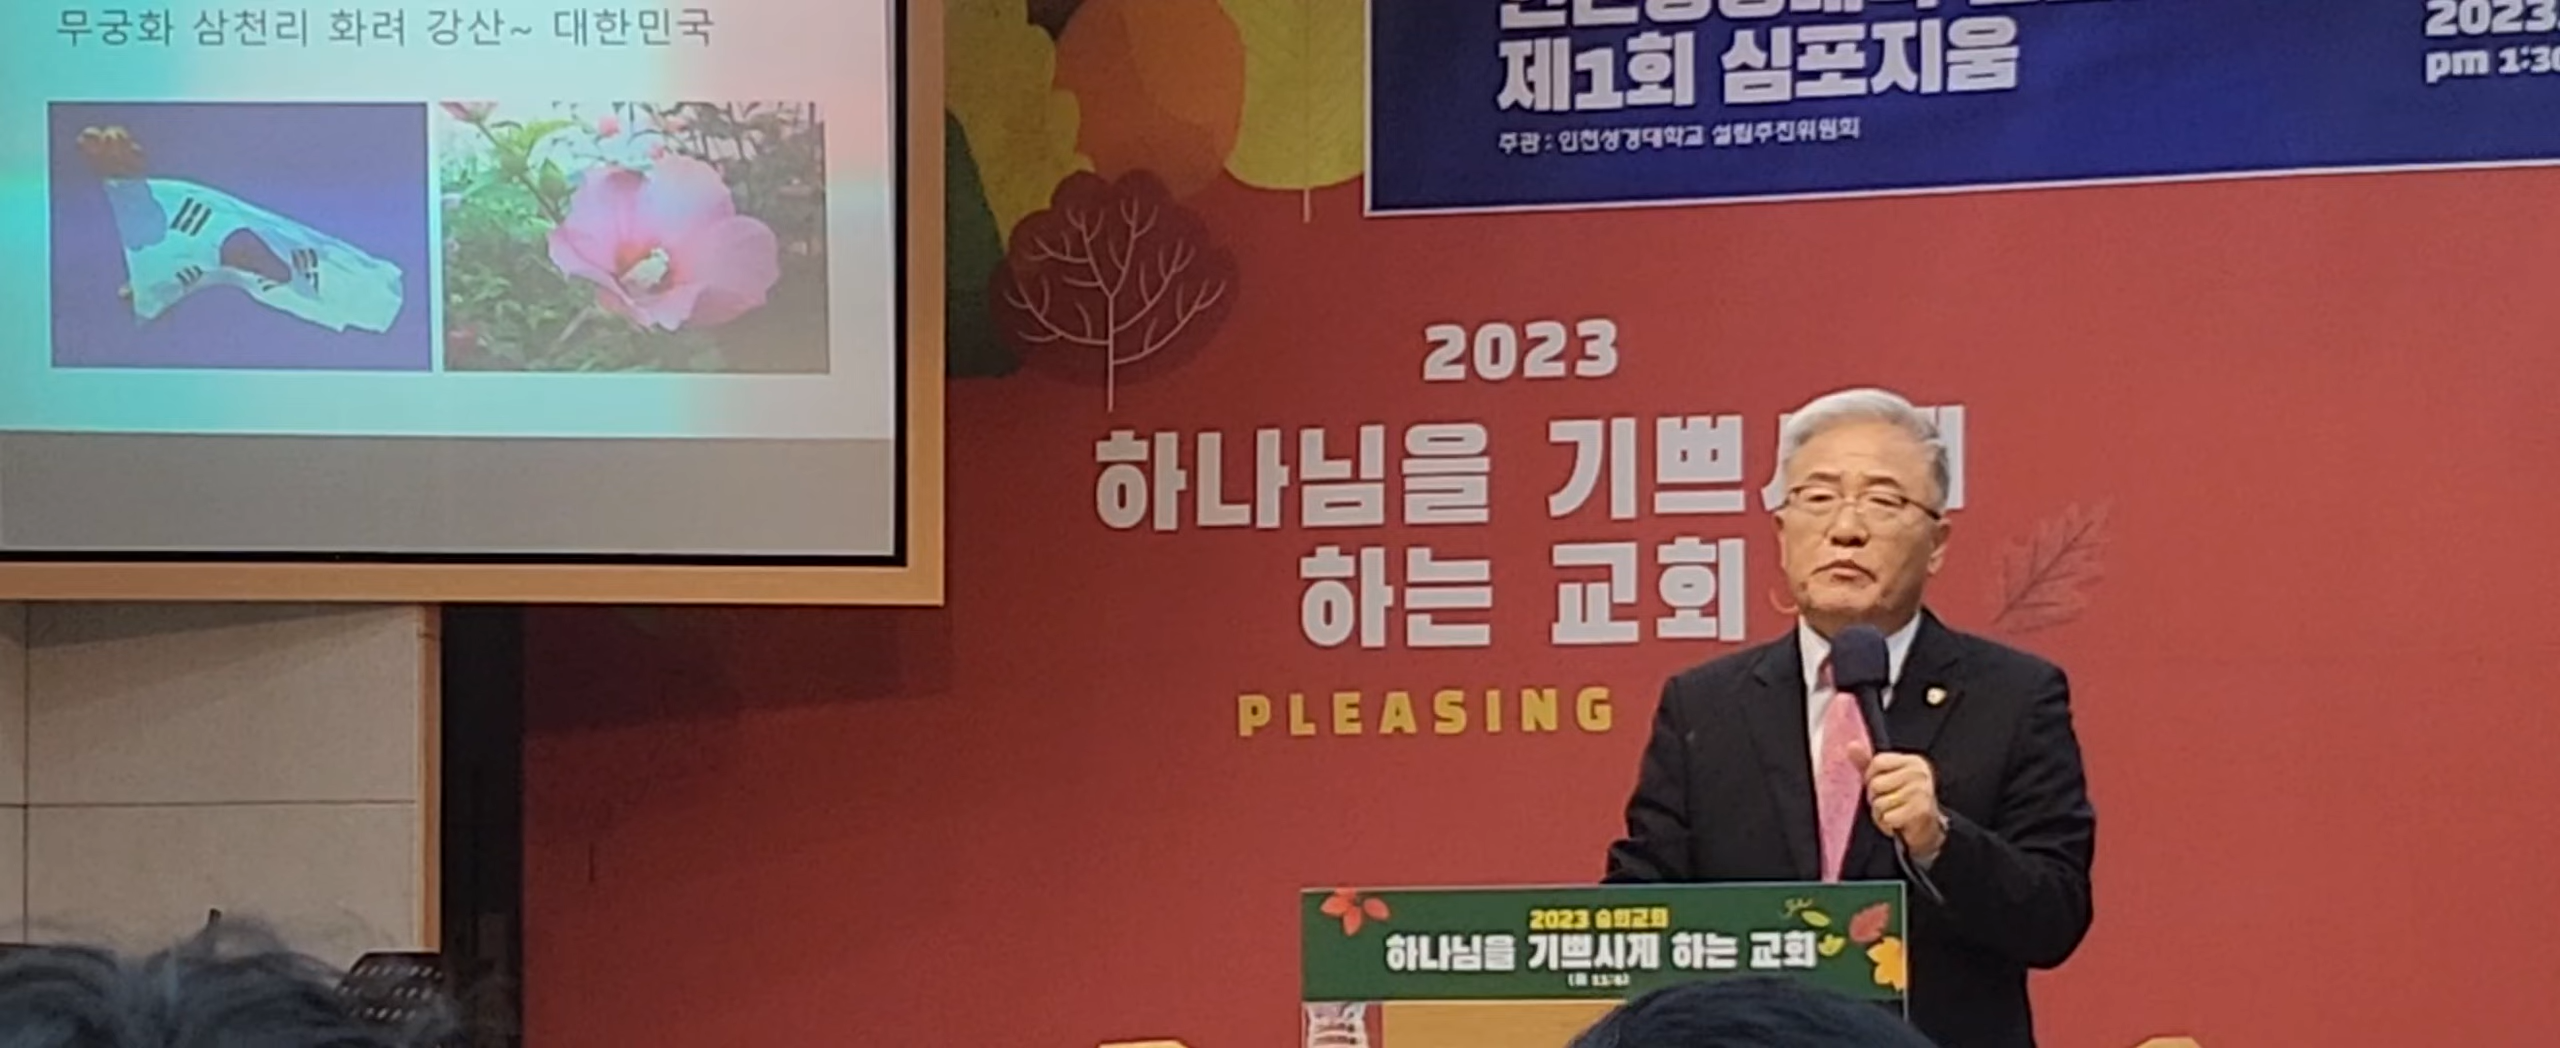 무궁화 삼천리 화려 강산~ 대한민국
제1회 심포지움
주관 : 인천성경대학교 설립추진위원회
2023.
pm 1:30
2023
하나님을 기쁘시게
하는 교회
PLEASING
2023 숭의교회
하나님을 기쁘시게 하는 교회